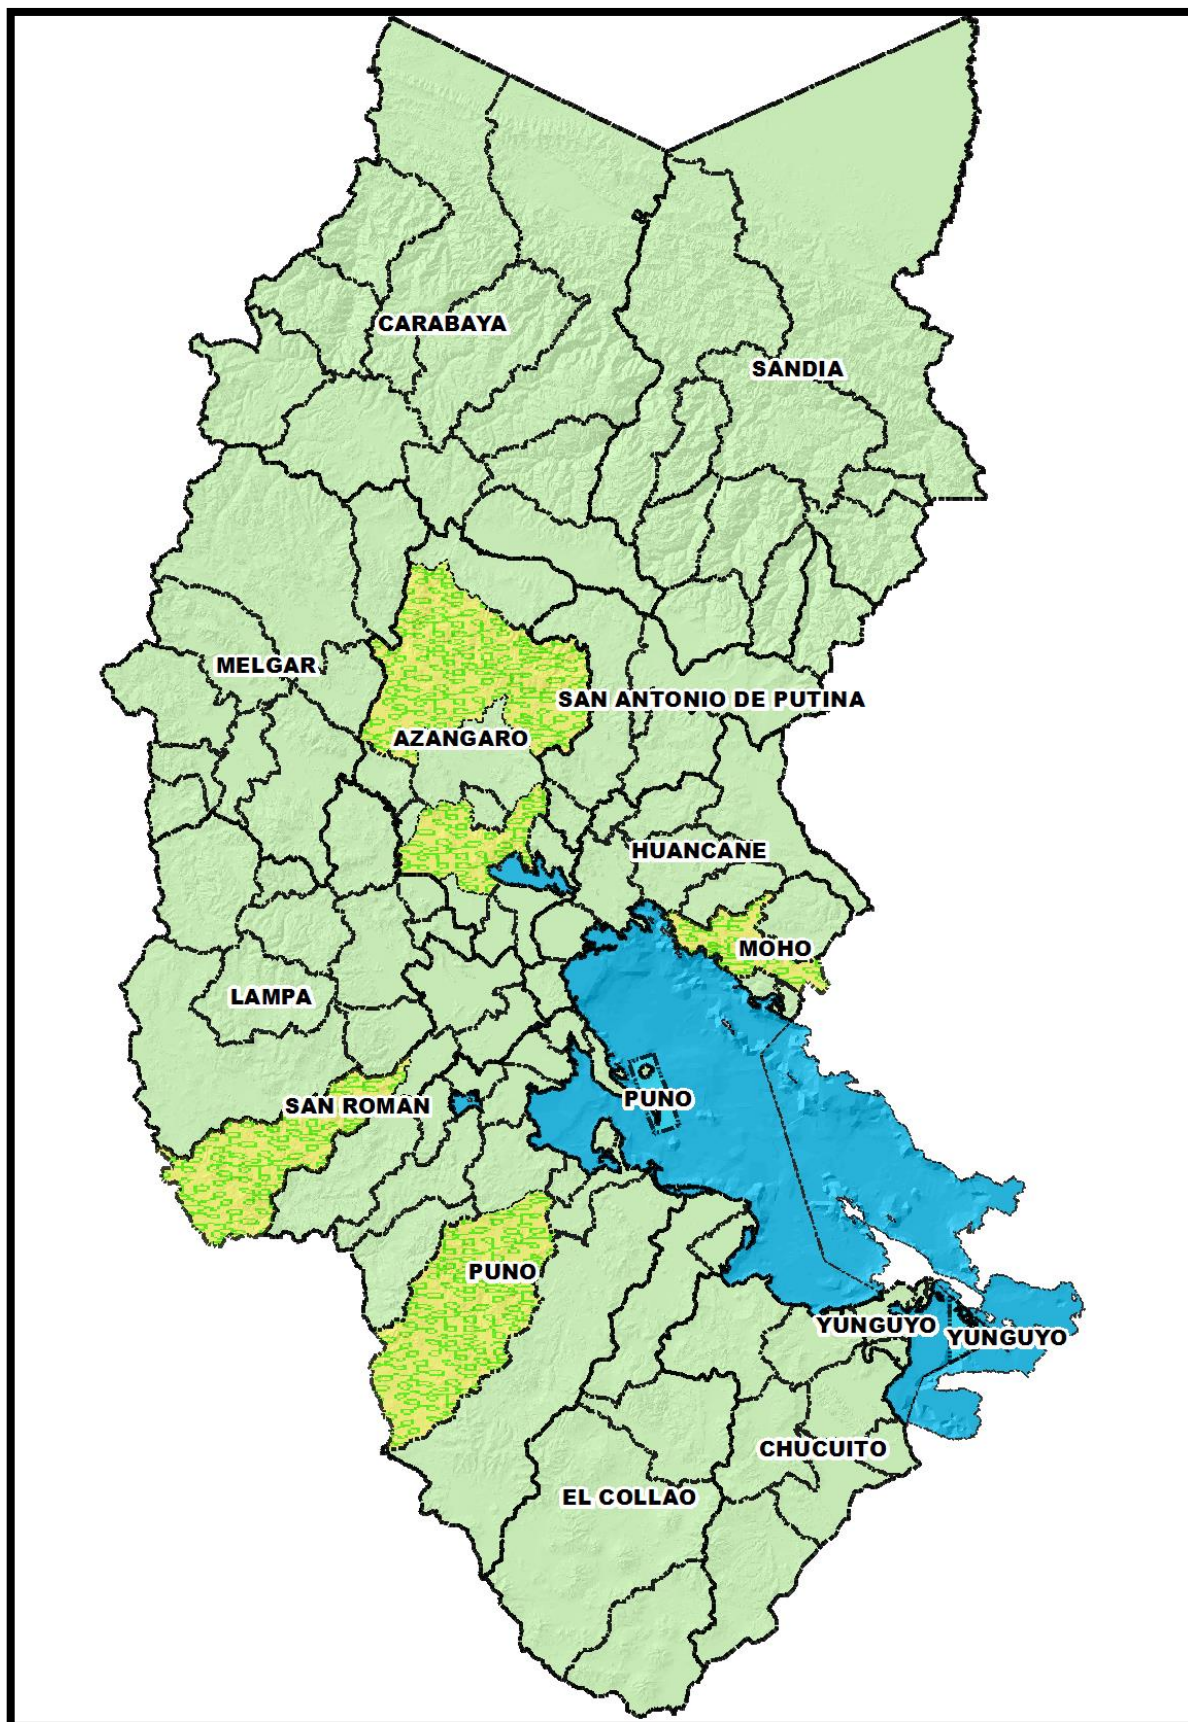 CARABAYA
SANDIA
MELGAR
SAN ANTONIO DE PUTINA
AZANGARO
HUANCANE
MOHO
LAMPA
PUNO
SAN ROMAN
PUNO
YUNGUYO
YUNGUYO
CHUCUITO
EL COLLAO